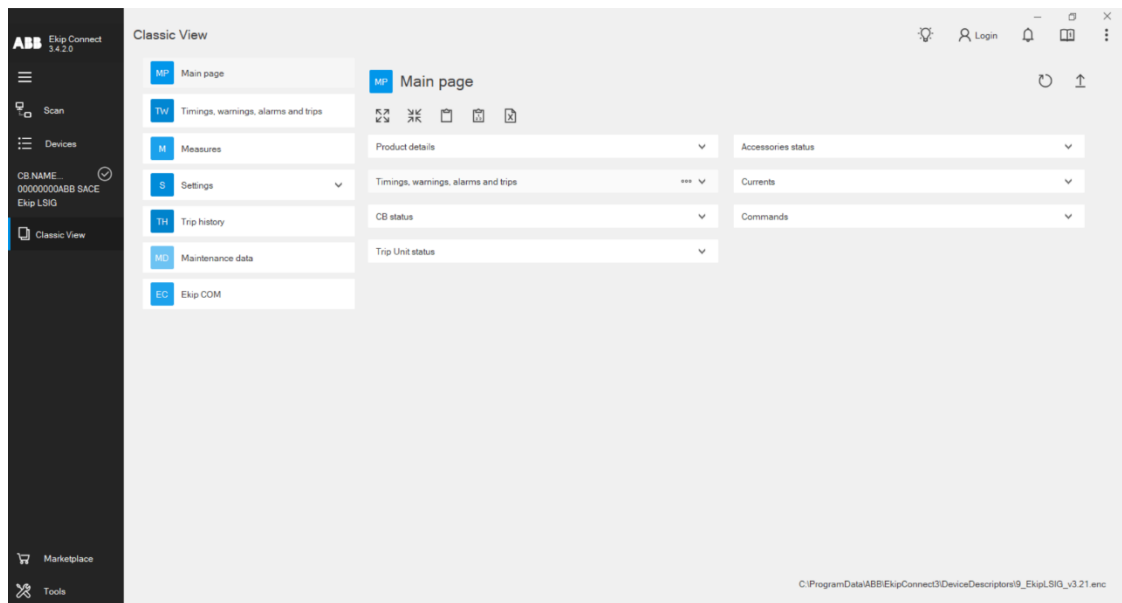 ABB
Ekip Connect
3.4.2.0
Scan
Devices
CB.NAME...
00000000ABB SACE
Ekip LSIG
Classic View
Marketplace
Tools
Classic View
Login
MP Main page
TW Timings, warnings, alarms and trips
M Measures
S Settings
TH Trip history
MD Maintenance data
EC Ekip COM
MP Main page
Product details
Timings, warnings, alarms and trips
CB status
Trip Unit status
Accessories status
Currents
Commands
C:\ProgramData\ABB\EkipConnect3\DeviceDescriptors\9_EkipLSIG_v3.21.enc